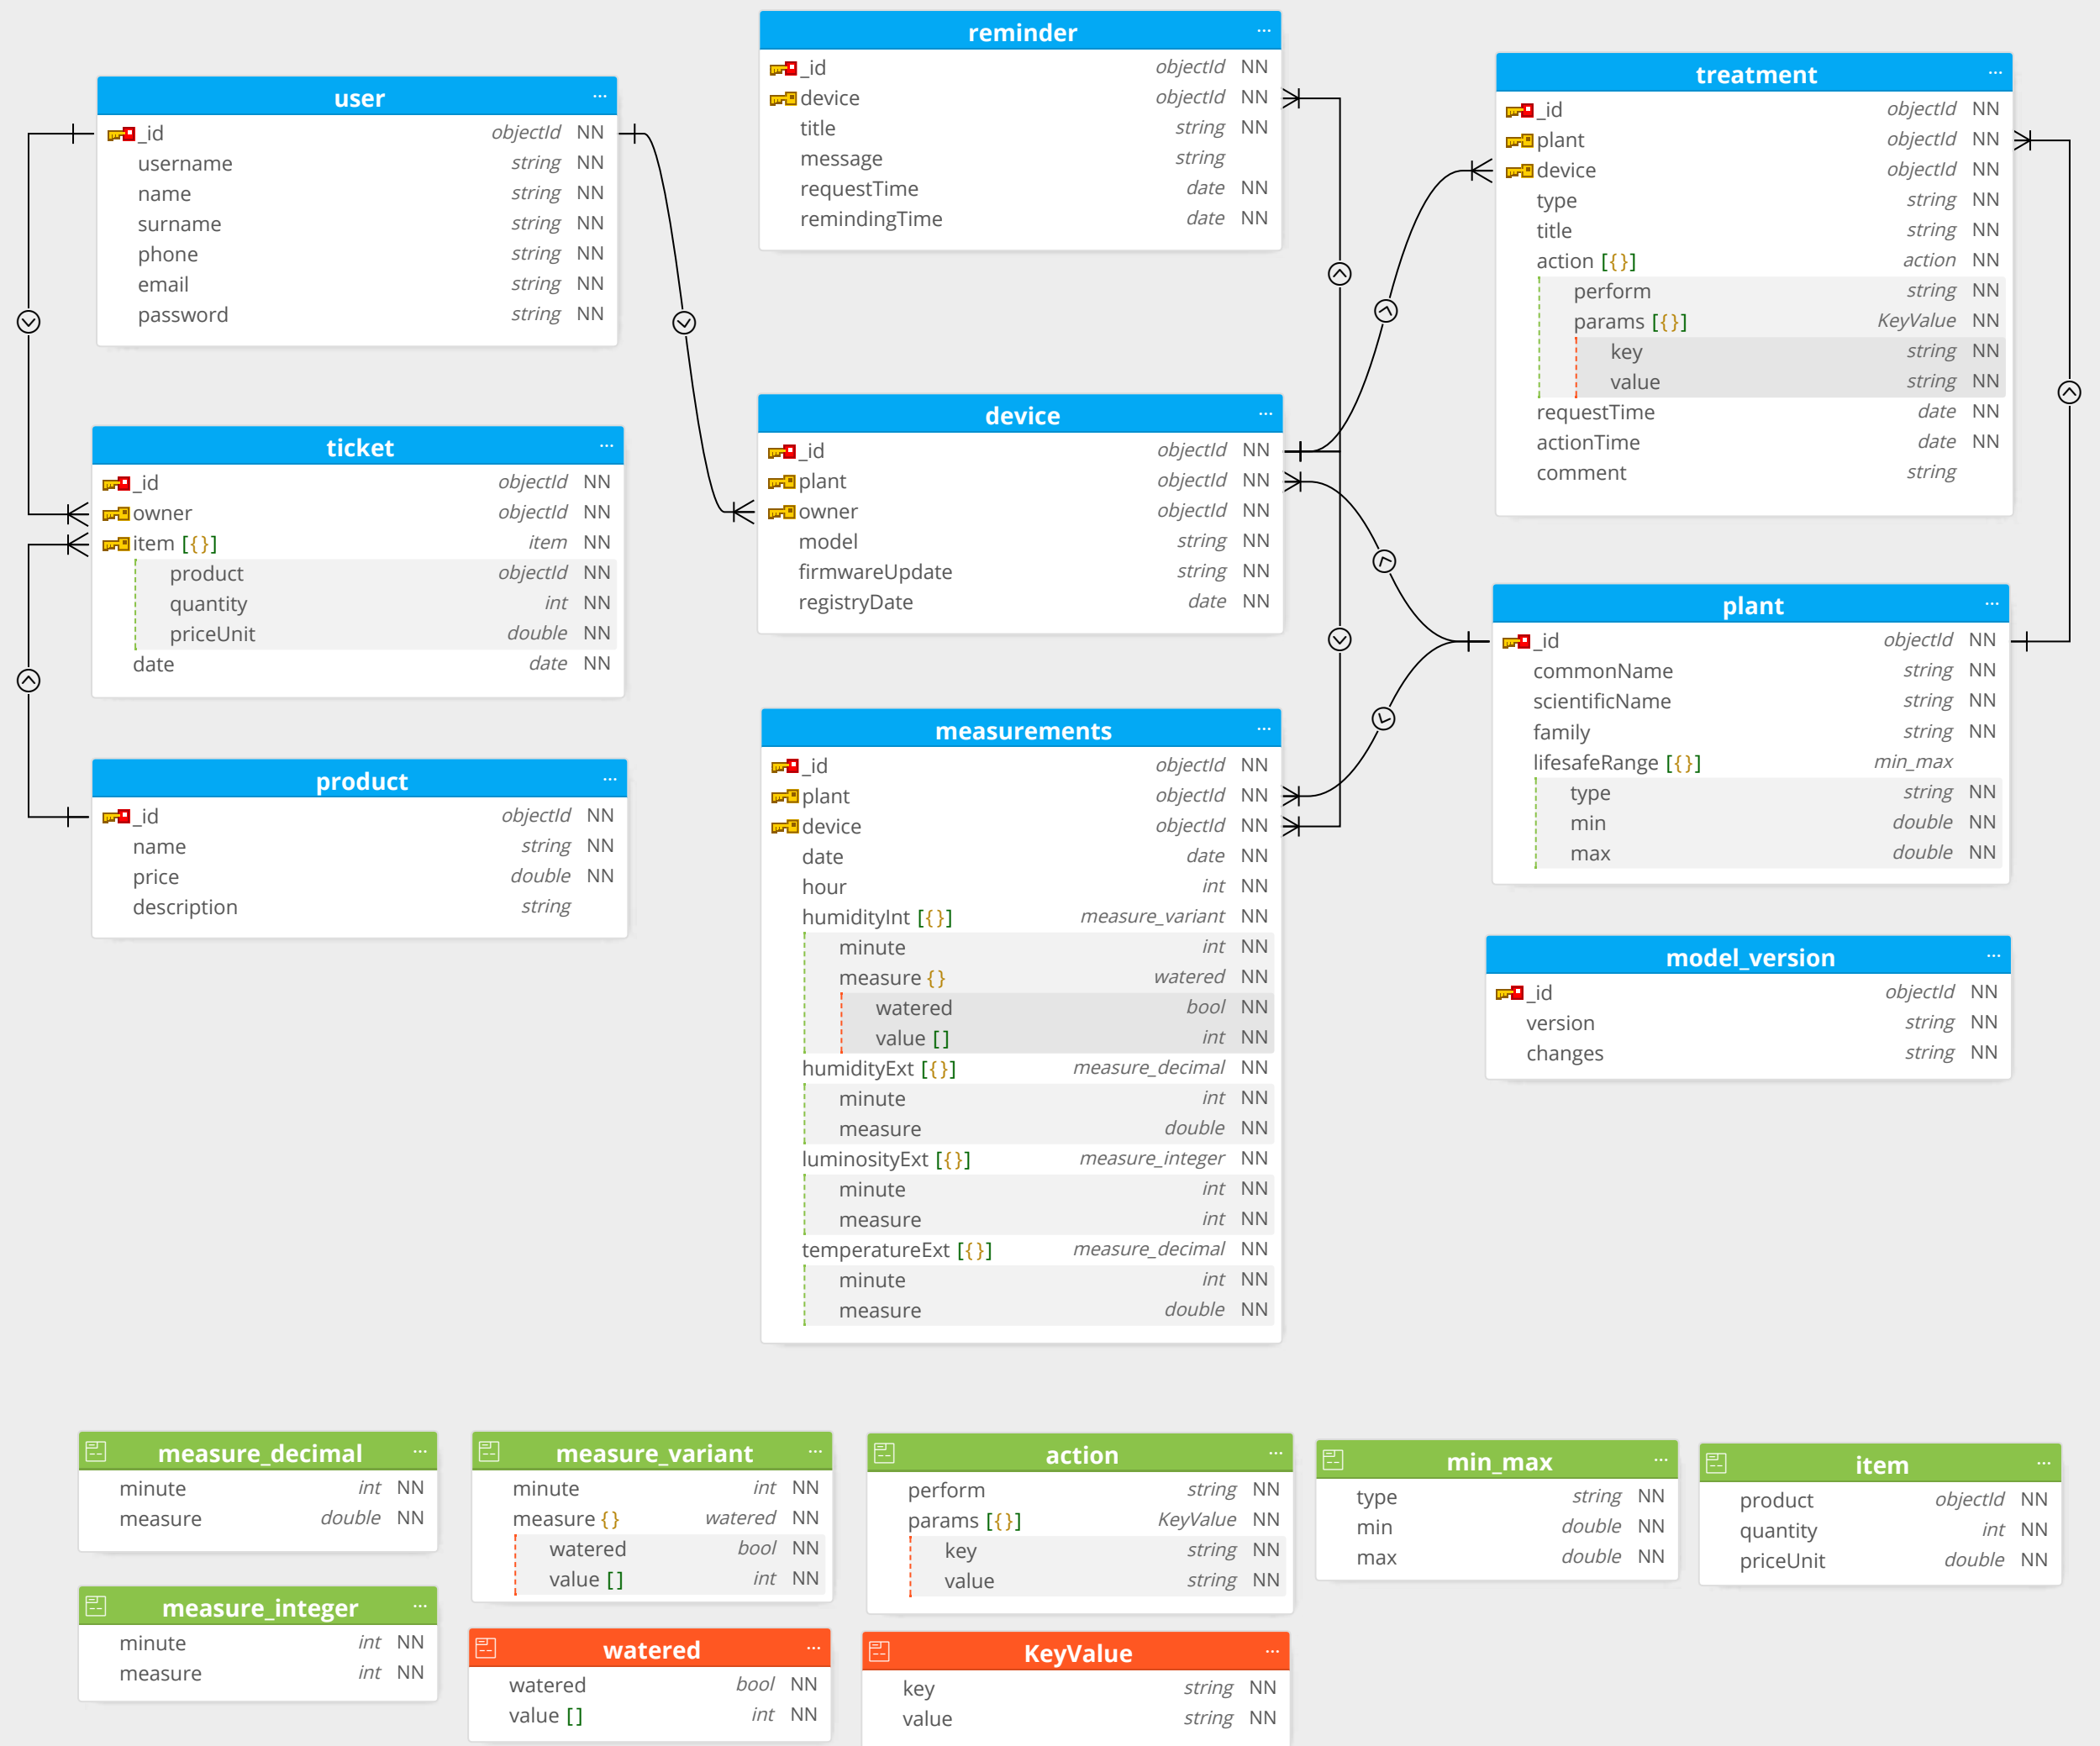 reminder ...
_id objectId NN
device objectId NN
title string NN
message string
requestTime date NN
remindingTime date NN
treatment ...
_id objectId NN
plant objectId NN
device objectId NN
type string NN
title string NN
action [{}] action NN
perform string NN
params [{}] KeyValue NN
key string NN
value string NN
requestTime date NN
actionTime date NN
comment string
user ...
_id objectId NN
username string NN
name string NN
surname string NN
phone string NN
email string NN
password string NN
device ...
_id objectId NN
plant objectId NN
owner objectId NN
model string NN
firmwareUpdate string NN
registryDate date NN
ticket ...
_id objectId NN
owner objectId NN
item [{}] item NN
product objectId NN
quantity int NN
priceUnit double NN
date date NN
plant ...
_id objectId NN
commonName string NN
scientificName string NN
family string NN
lifesafeRange [{}] min_max
type string NN
min double NN
max double NN
measurements ...
_id objectId NN
plant objectId NN
device objectId NN
date date NN
hour int NN
humidityInt [{}] measure_variant NN
minute int NN
measure {} watered NN
watered bool NN
value [] int NN
humidityExt [{}] measure_decimal NN
minute int NN
measure double NN
luminosityExt [{}] measure_integer NN
minute int NN
measure int NN
temperatureExt [{}] measure_decimal NN
minute int NN
measure double NN
product ...
_id objectId NN
name string NN
price double NN
description string
model_version ...
_id objectId NN
version string NN
changes string NN
measure_decimal ...
minute int NN
measure double NN
measure_variant ...
minute int NN
measure {} watered NN
watered bool NN
value [] int NN
action ...
perform string NN
params [{}] KeyValue NN
key string NN
value string NN
min_max ...
type string NN
min double NN
max double NN
item ...
product objectId NN
quantity int NN
priceUnit double NN
measure_integer ...
minute int NN
measure int NN
watered ...
watered bool NN
value [] int NN
KeyValue ...
key string NN
value string NN